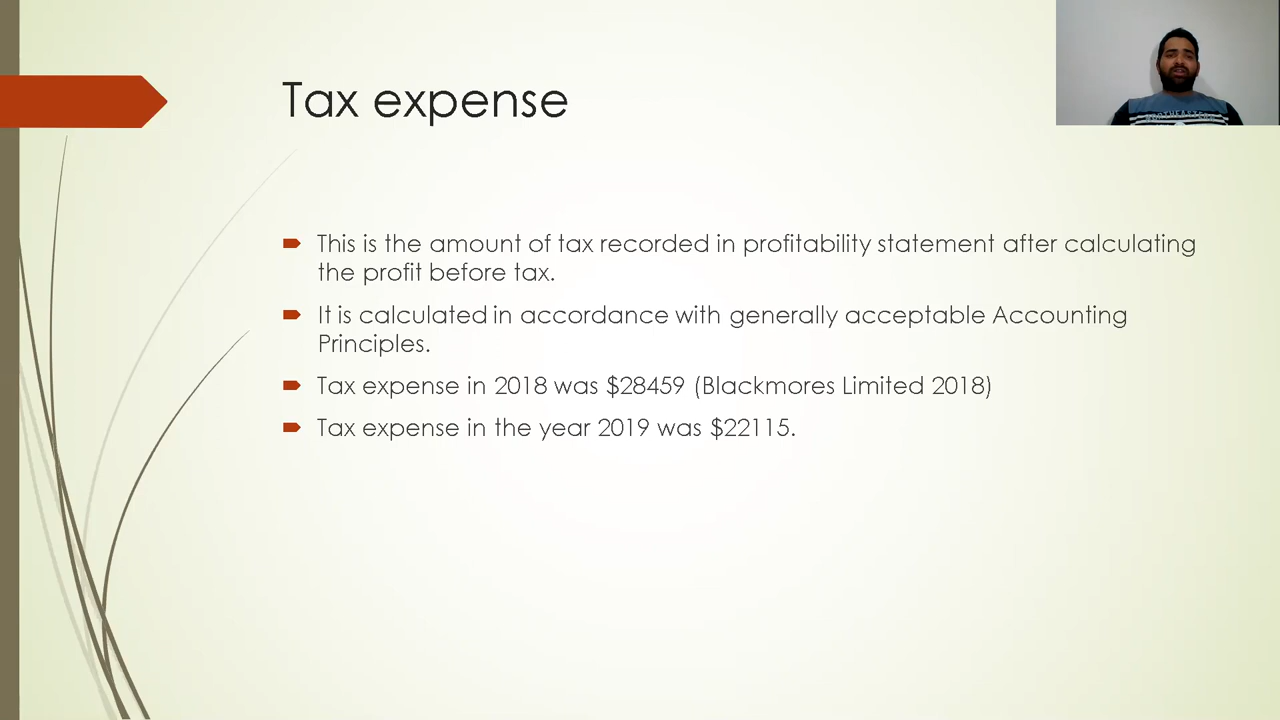 Tax expense
This is the amount of tax recorded in profitability statement after calculating
the profit before tax.
It is calculated in accordance with generally acceptable Accounting
Principles.
Tax expense in 2018 was $28459 (Blackmores Limited 2018)
Tax expense in the year 2019 was $22115.